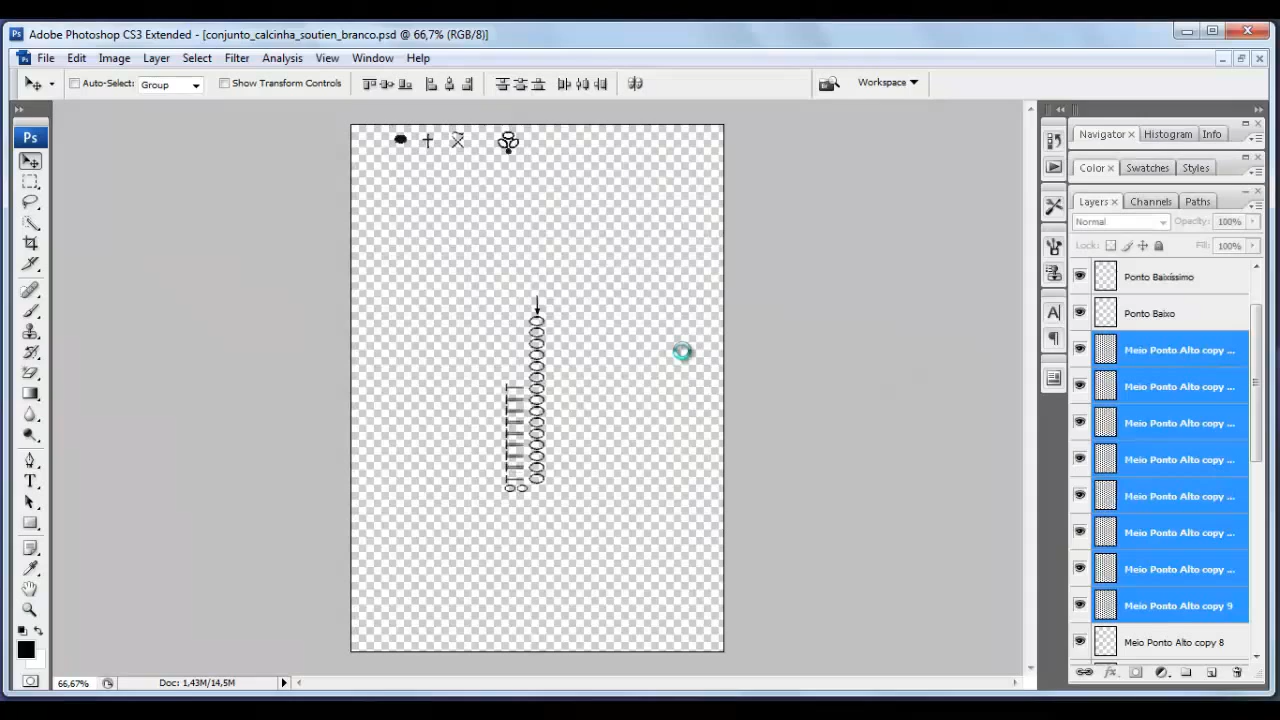 Adobe Photoshop CS3 Extended - [conjunto_calcinha_soutien_branco.psd @ 66,7% (RGB/8)]
File Edit Image Layer Select Filter Analysis View Window Help
Auto-Select: Group Show Transform Controls Workspace
Ps
Navigator Histogram Info
Color Swatches Styles
Layers Channels Paths
Normal Opacity: 100%
Lock: Fill: 100%
Ponto Baixíssimo
Ponto Baixo
Meio Ponto Alto copy ...
Meio Ponto Alto copy ...
Meio Ponto Alto copy ...
Meio Ponto Alto copy ...
Meio Ponto Alto copy ...
Meio Ponto Alto copy ...
Meio Ponto Alto copy ...
Meio Ponto Alto copy 9
Meio Ponto Alto copy 8
66,67% Doc: 1,43M/14,5M